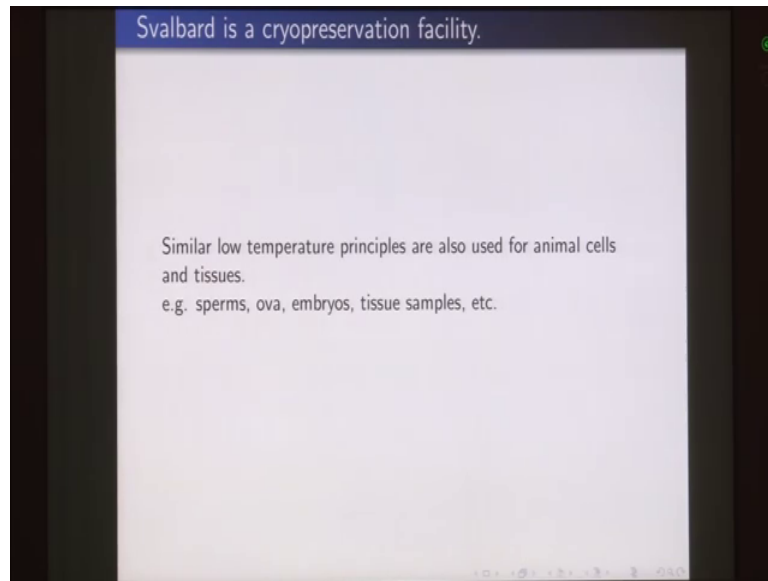 Svalbard is a cryopreservation facility.
Similar low temperature principles are also used for animal cells
and tissues.
e.g. sperms, ova, embryos, tissue samples, etc.